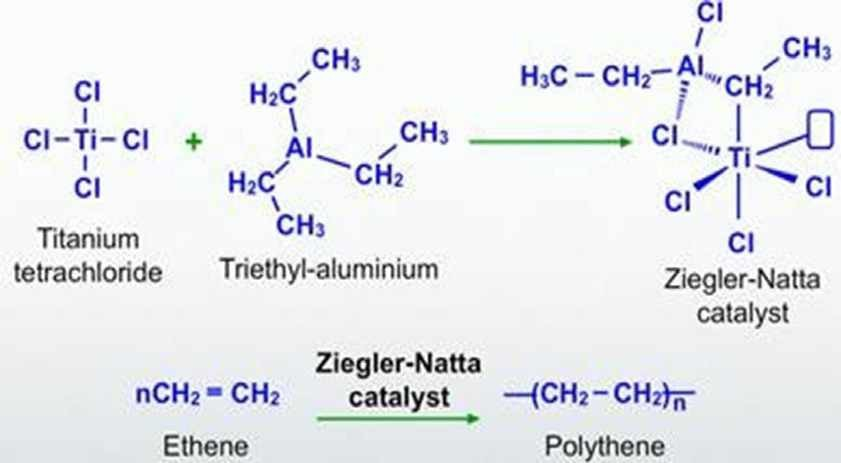 Cl
Cl–Ti–Cl
Cl
Titanium
tetrachloride
+
CH₃
H₂C
Al
CH₃
CH₂
H₂C
CH₃
Triethyl-aluminium
Cl
CH₃
H₃C–CH₂–Al
CH₂
Cl
Ti
Cl
Cl
Cl
Ziegler-Natta
catalyst
Ziegler-Natta
catalyst
nCH₂=CH₂
–(CH₂–CH₂)n–
Ethene
Polythene